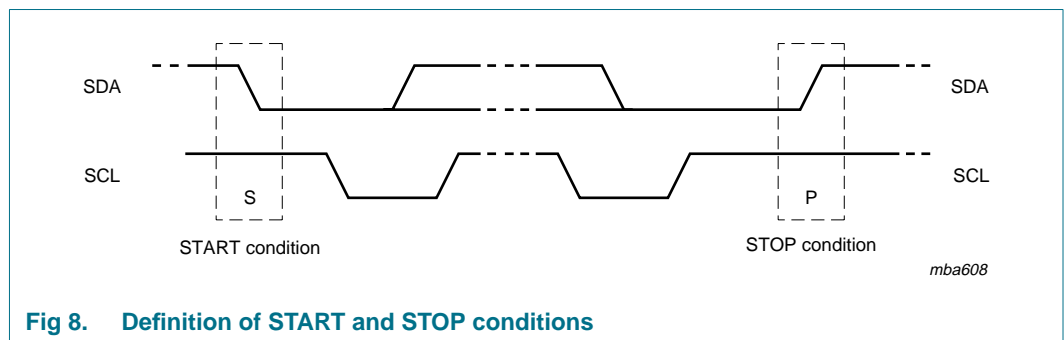 SDA
SDA
SCL
SCL
S
P
START condition
STOP condition
mba608
Fig 8. Definition of START and STOP conditions